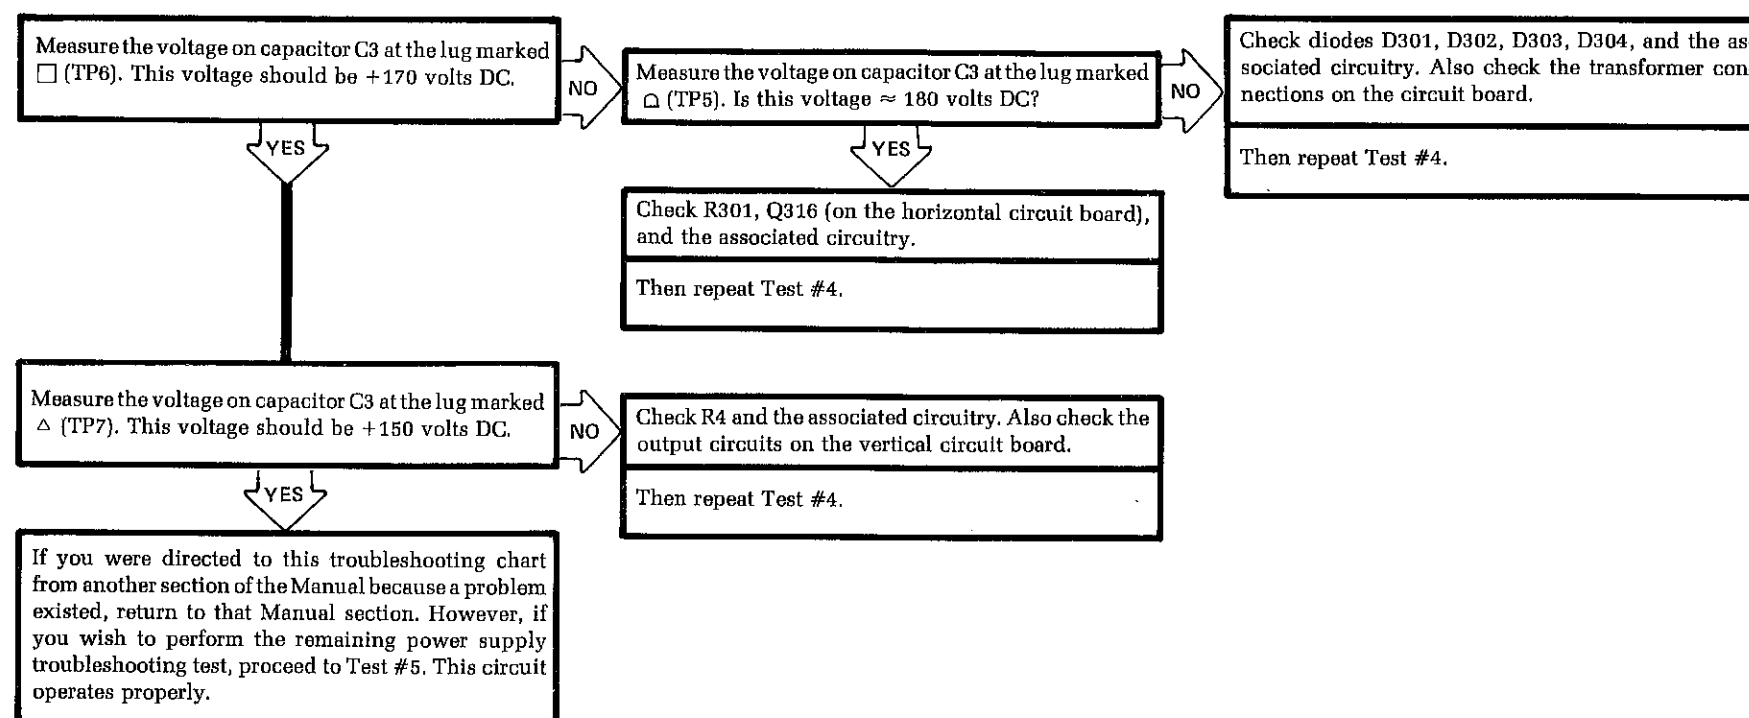 Measure the voltage on capacitor C3 at the lug marked
□ (TP6). This voltage should be +170 volts DC.
NO
Measure the voltage on capacitor C3 at the lug marked
⌓ (TP5). Is this voltage ≈ 180 volts DC?
NO
Check diodes D301, D302, D303, D304, and the as-
sociated circuitry. Also check the transformer con-
nections on the circuit board.
Then repeat Test #4.
YES
YES
Check R301, Q316 (on the horizontal circuit board),
and the associated circuitry.
Then repeat Test #4.
Measure the voltage on capacitor C3 at the lug marked
△ (TP7). This voltage should be +150 volts DC.
NO
Check R4 and the associated circuitry. Also check the
output circuits on the vertical circuit board.
Then repeat Test #4.
YES
If you were directed to this troubleshooting chart
from another section of the Manual because a problem
existed, return to that Manual section. However, if
you wish to perform the remaining power supply
troubleshooting test, proceed to Test #5. This circuit
operates properly.